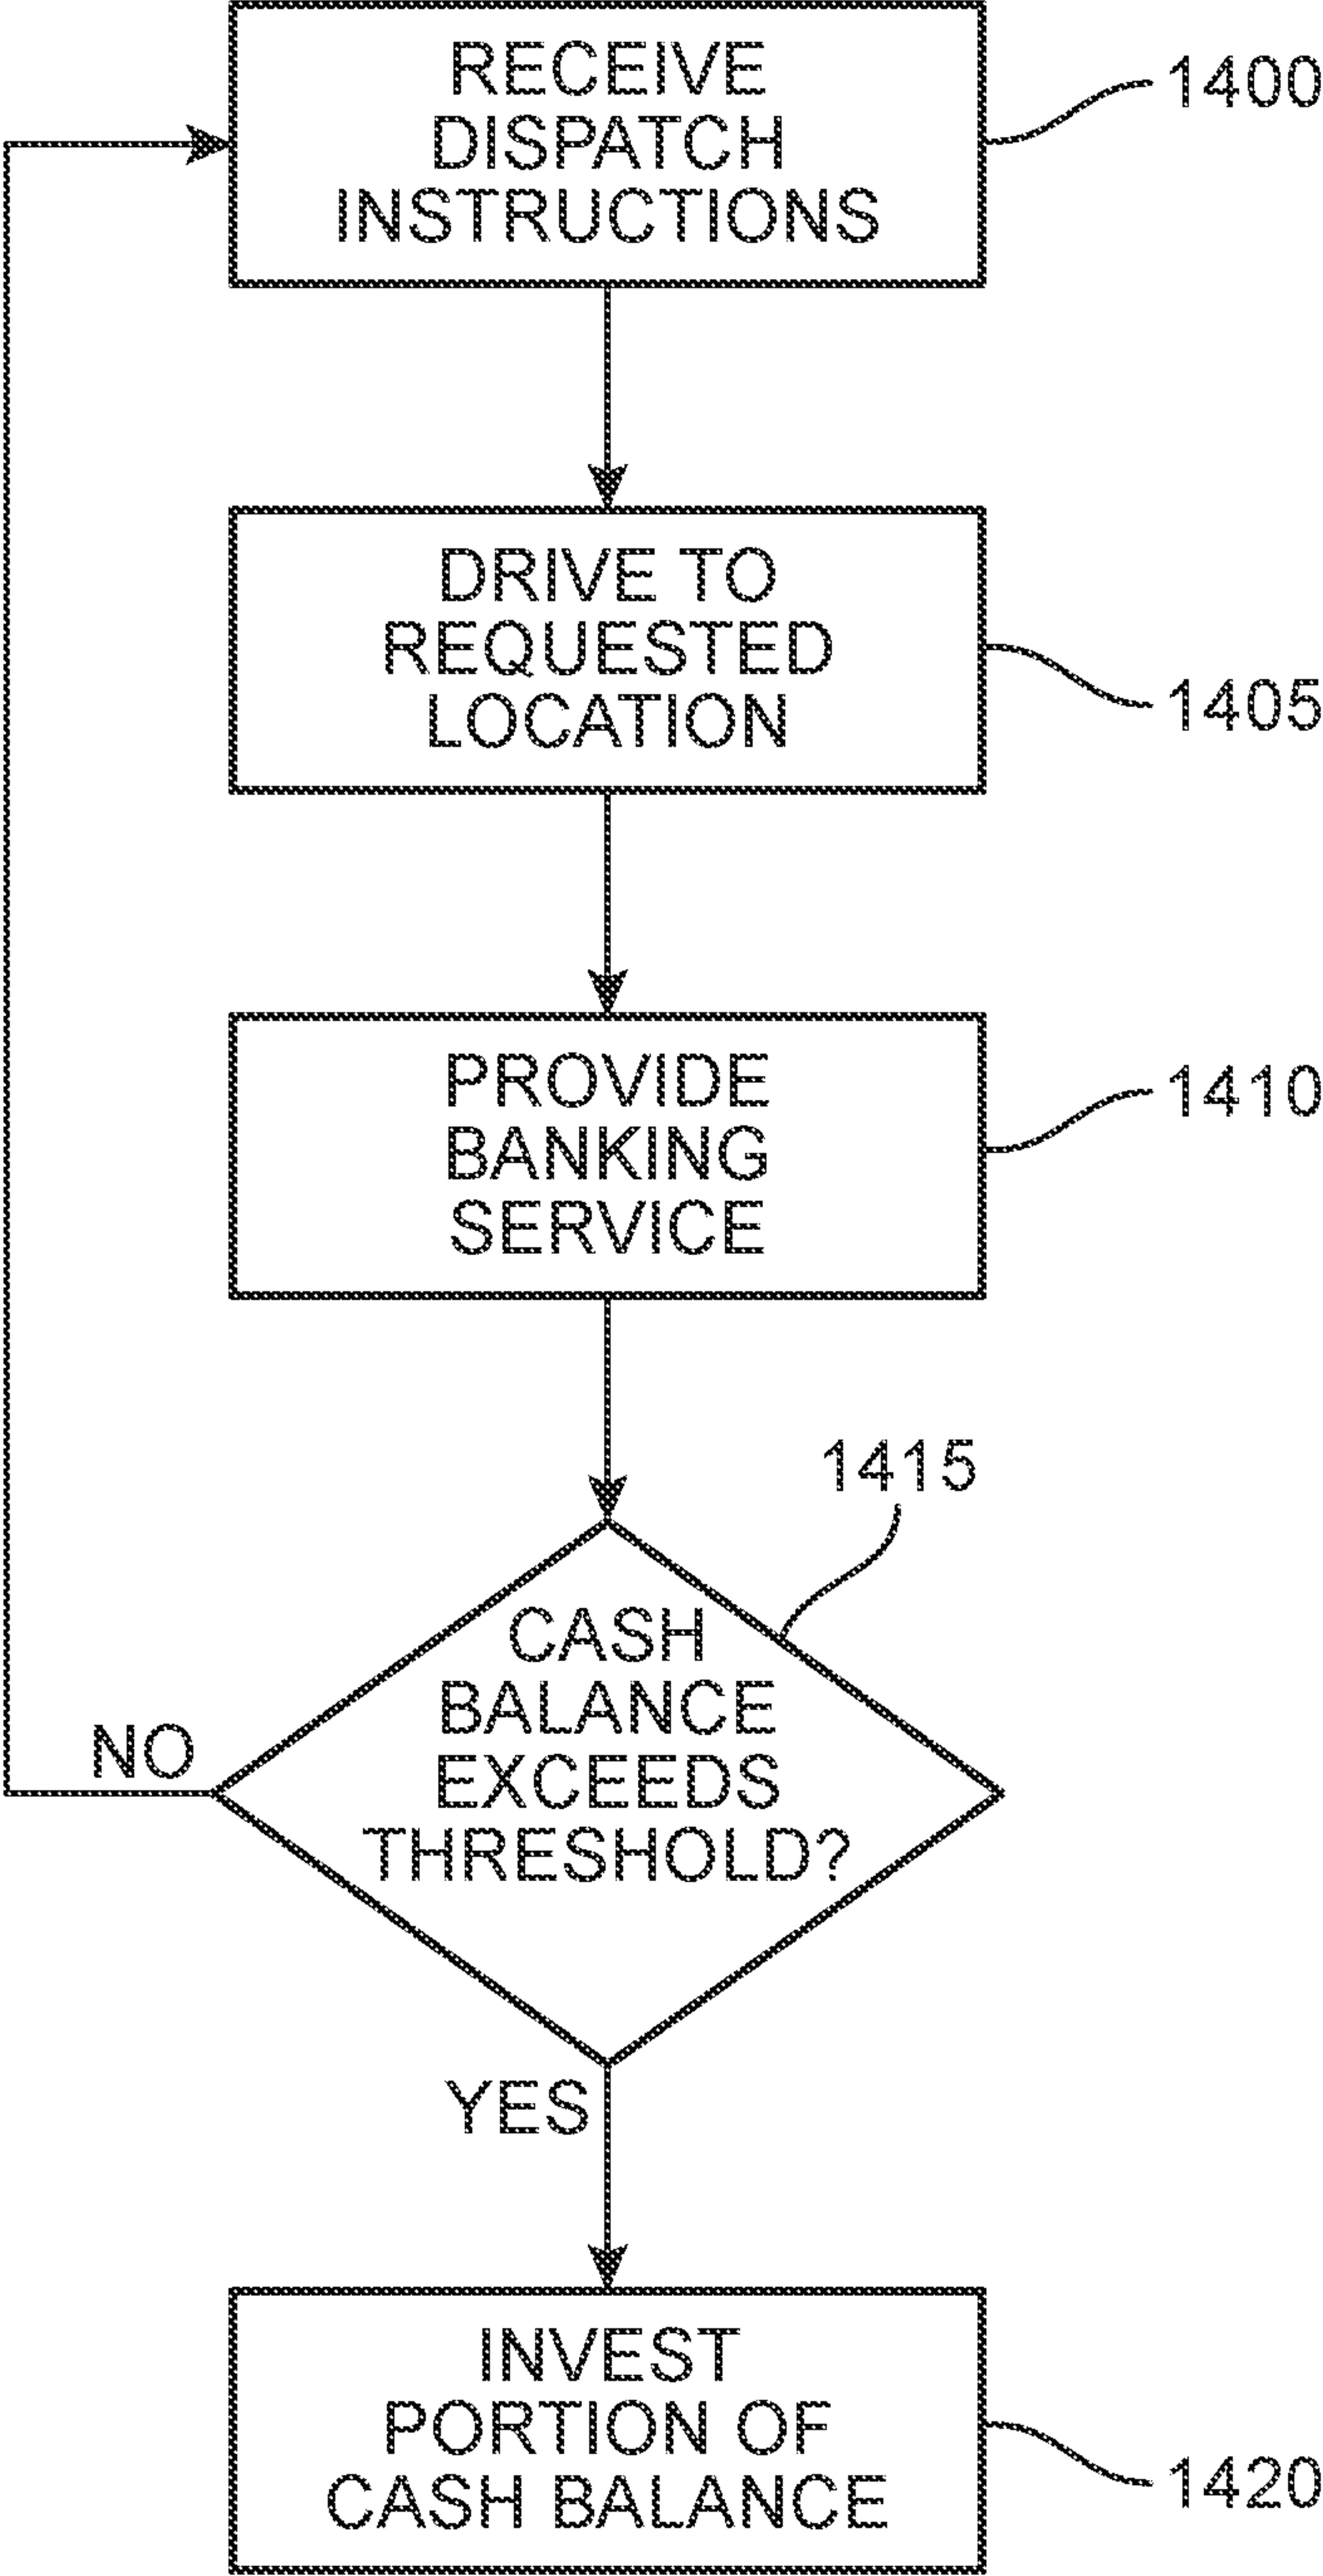 RECEIVE
DISPATCH
INSTRUCTIONS
1400
DRIVE TO
REQUESTED
LOCATION
1405
PROVIDE
BANKING
SERVICE
1410
1415
CASH
BALANCE
EXCEEDS
THRESHOLD?
NO
YES
INVEST
PORTION OF
CASH BALANCE
1420